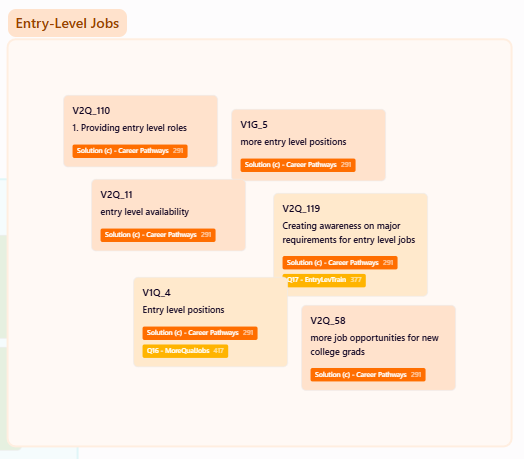 Entry-Level Jobs
V2Q_110
1. Providing entry level roles
Solution (c) - Career Pathways 291
V1G_5
more entry level positions
Solution (c) - Career Pathways 291
V2Q_11
entry level availability
Solution (c) - Career Pathways 291
V2Q_119
Creating awareness on major
requirements for entry level jobs
Solution (c) - Career Pathways 291
Q17 - EntryLevTrain 377
V1Q_4
Entry level positions
Solution (c) - Career Pathways 291
Q16 - MoreQualJobs 417
V2Q_58
more job opportunities for new
college grads
Solution (c) - Career Pathways 291